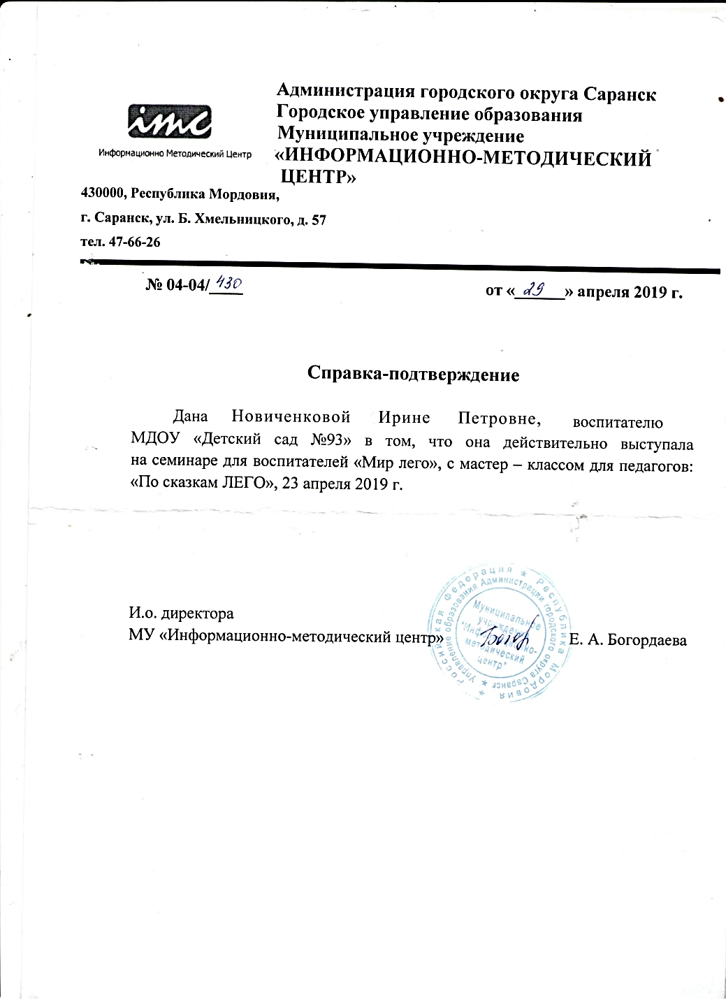 Администрация городского округа Саранск
Городское управление образования
Муниципальное учреждение
«ИНФОРМАЦИОННО-МЕТОДИЧЕСКИЙ
ЦЕНТР»
imc
Информационно Методический Центр
430000, Республика Мордовия,
г. Саранск, ул. Б. Хмельницкого, д. 57
тел. 47-66-26
№ 04-04/430 от «29» апреля 2019 г.
Справка-подтверждение
Дана Новиченковой Ирине Петровне, воспитателю
МДОУ «Детский сад №93» в том, что она действительно выступала
на семинаре для воспитателей «Мир лего», с мастер – классом для педагогов:
«По сказкам ЛЕГО», 23 апреля 2019 г.
И.о. директора
МУ «Информационно-методический центр» Е. А. Богордаева
Российская Федерация * Республика Мордовия *
Управление образования Администрации городского округа Саранск *
Муниципальное
учреждение
"Информационно-
методический
центр"